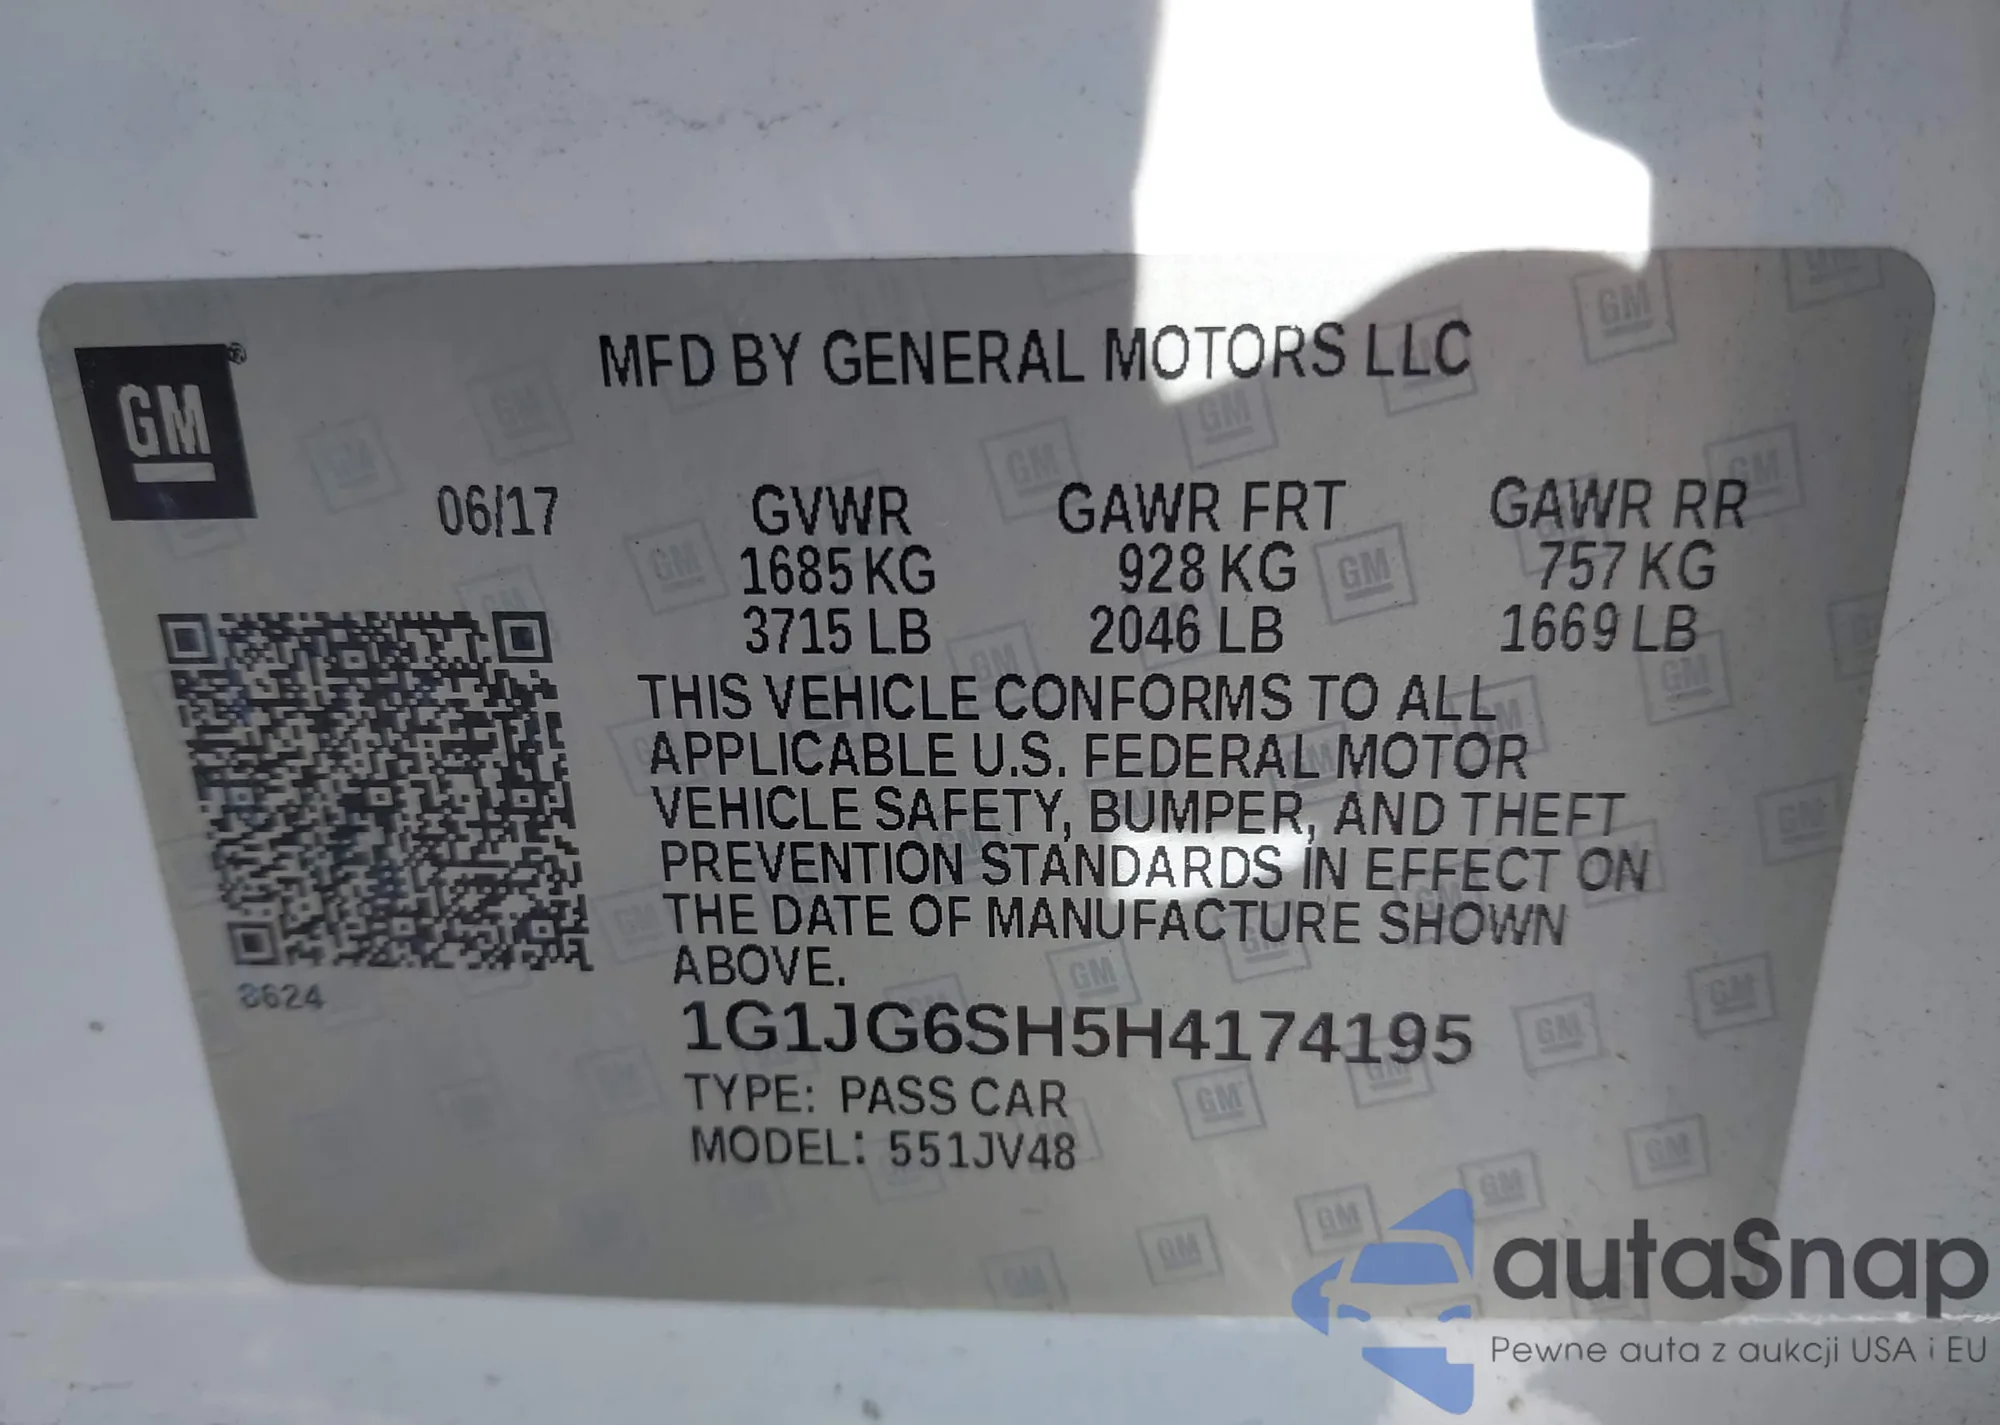 GM®
MFD BY GENERAL MOTORS LLC
06/17 GVWR GAWR FRT GAWR RR
1685 KG 928 KG 757 KG
3715 LB 2046 LB 1669 LB
THIS VEHICLE CONFORMS TO ALL
APPLICABLE U.S. FEDERAL MOTOR
VEHICLE SAFETY, BUMPER, AND THEFT
PREVENTION STANDARDS IN EFFECT ON
THE DATE OF MANUFACTURE SHOWN
ABOVE.
8624
1G1JG6SH5H4174195
TYPE: PASS CAR
MODEL: 551JV48
autaSnap
Pewne auta z aukcji USA i EU